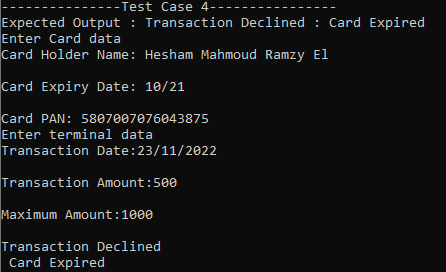 ---------------Test Case 4----------------
Expected Output : Transaction Declined : Card Expired
Enter Card data
Card Holder Name: Hesham Mahmoud Ramzy El
Card Expiry Date: 10/21
Card PAN: 5807007076043875
Enter terminal data
Transaction Date:23/11/2022
Transaction Amount:500
Maximum Amount:1000
Transaction Declined
Card Expired